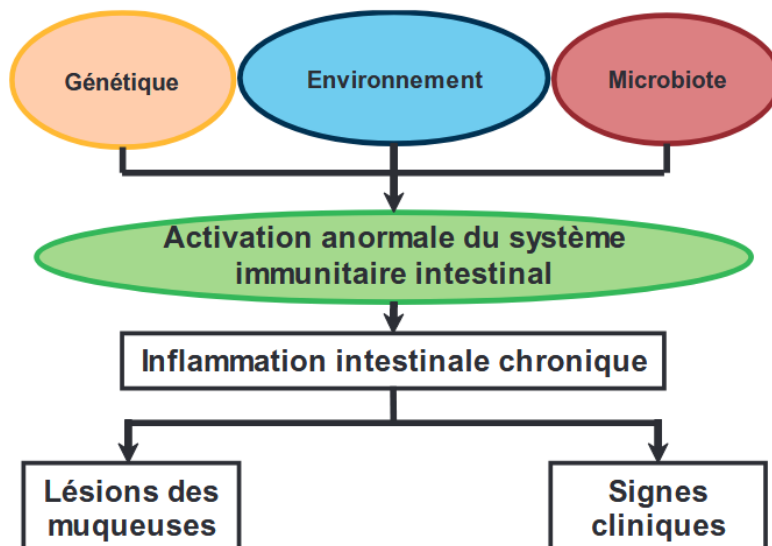 Génétique
Environnement
Microbiote
Activation anormale du système
immunitaire intestinal
Inflammation intestinale chronique
Lésions des
muqueuses
Signes
cliniques